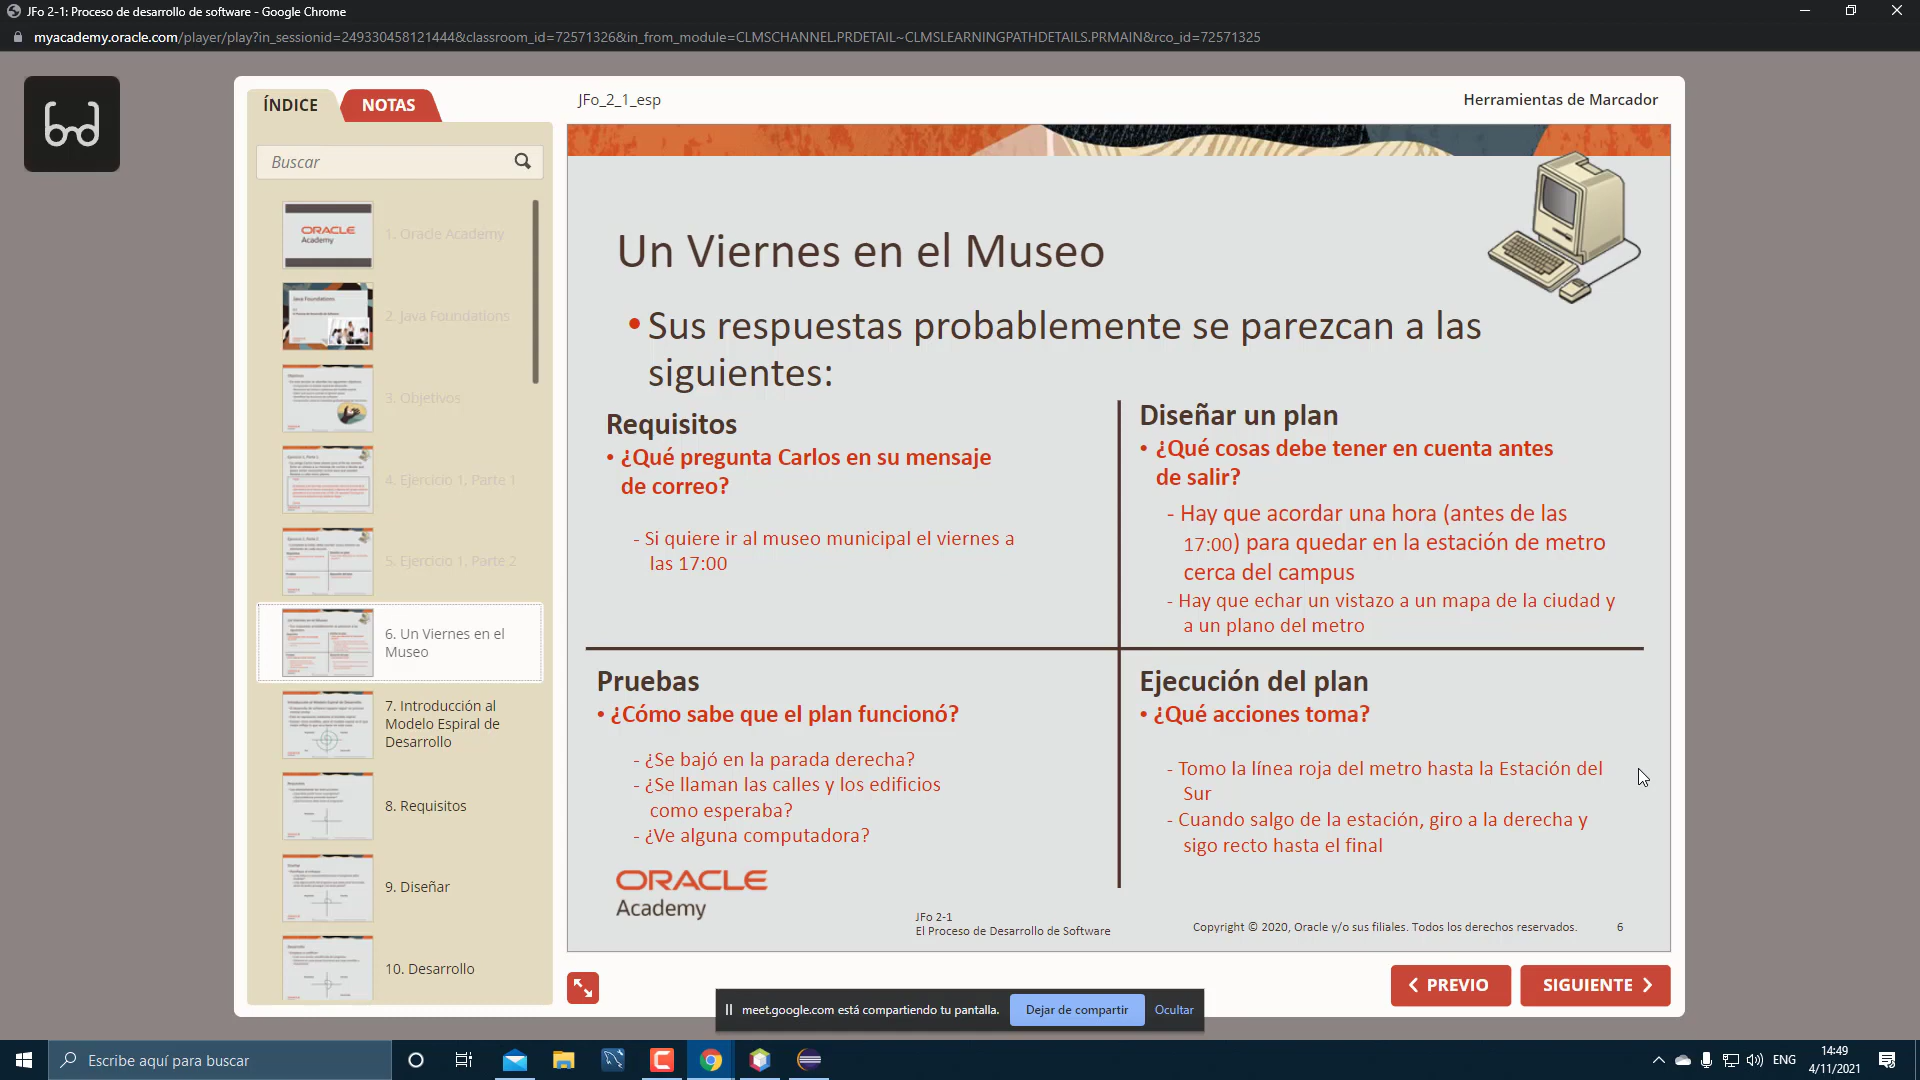 JFo 2-1: Proceso de desarrollo de software - Google Chrome
myacademy.oracle.com/player/play?in_sessionid=249330458121444&classroom_id=72571326&in_from_module=CLMSCHANNEL.PRDETAIL~CLMSLEARNINGPATHDETAILS.PRMAIN&rco_id=72571325
ÍNDICE
NOTAS
Buscar
ORACLE
Academy
1. Oracle Academy
Java Foundations
2. Java Foundations
Objetivos
3. Objetivos
4. Ejercicio 1, Parte 1
5. Ejercicio 1, Parte 2
6. Un Viernes en el
Museo
7. Introducción al
Modelo Espiral de
Desarrollo
8. Requisitos
9. Diseñar
10. Desarrollo
JFo_2_1_esp
Herramientas de Marcador
Un Viernes en el Museo
• Sus respuestas probablemente se parezcan a las
siguientes:
Requisitos
• ¿Qué pregunta Carlos en su mensaje
de correo?
- Si quiere ir al museo municipal el viernes a
las 17:00
Diseñar un plan
• ¿Qué cosas debe tener en cuenta antes
de salir?
- Hay que acordar una hora (antes de las
17:00) para quedar en la estación de metro
cerca del campus
- Hay que echar un vistazo a un mapa de la ciudad y
a un plano del metro
Pruebas
• ¿Cómo sabe que el plan funcionó?
- ¿Se bajó en la parada derecha?
- ¿Se llaman las calles y los edificios
como esperaba?
- ¿Ve alguna computadora?
Ejecución del plan
• ¿Qué acciones toma?
- Tomo la línea roja del metro hasta la Estación del
Sur
- Cuando salgo de la estación, giro a la derecha y
sigo recto hasta el final
ORACLE
Academy
JFo 2-1
El Proceso de Desarrollo de Software
Copyright © 2020, Oracle y/o sus filiales. Todos los derechos reservados.
6
PREVIO
SIGUIENTE
meet.google.com está compartiendo tu pantalla.
Dejar de compartir
Ocultar
Escribe aquí para buscar
ENG
14:49
4/11/2021